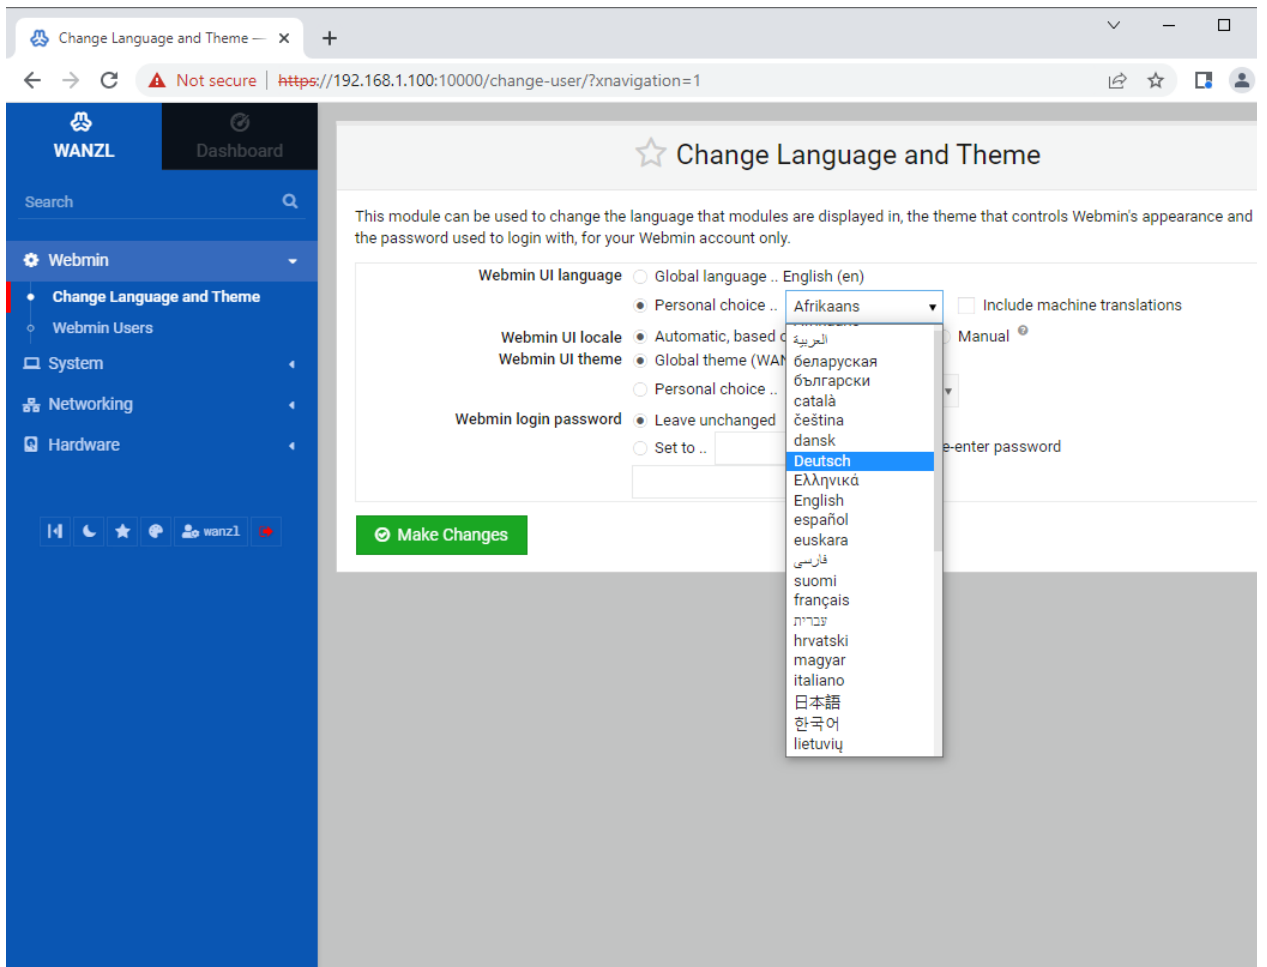 Change Language and Theme —
Not secure | https://192.168.1.100:10000/change-user/?xnavigation=1
WANZL
Dashboard
Search
Webmin
Change Language and Theme
Webmin Users
System
Networking
Hardware
wanzl
Change Language and Theme
This module can be used to change the language that modules are displayed in, the theme that controls Webmin's appearance and
the password used to login with, for your Webmin account only.
Webmin UI language Global language .. English (en)
Personal choice .. Afrikaans Include machine translations
Webmin UI locale Automatic, based Manual
Webmin UI theme Global theme
Personal choice ..
Webmin login password Leave unchanged
Set to .. password
Afrikaans
العربية
беларуская
български
català
čeština
dansk
Deutsch
Ελληνικά
English
español
euskara
فارسی
suomi
français
עברית
hrvatski
magyar
italiano
日本語
한국어
lietuvių
Make Changes